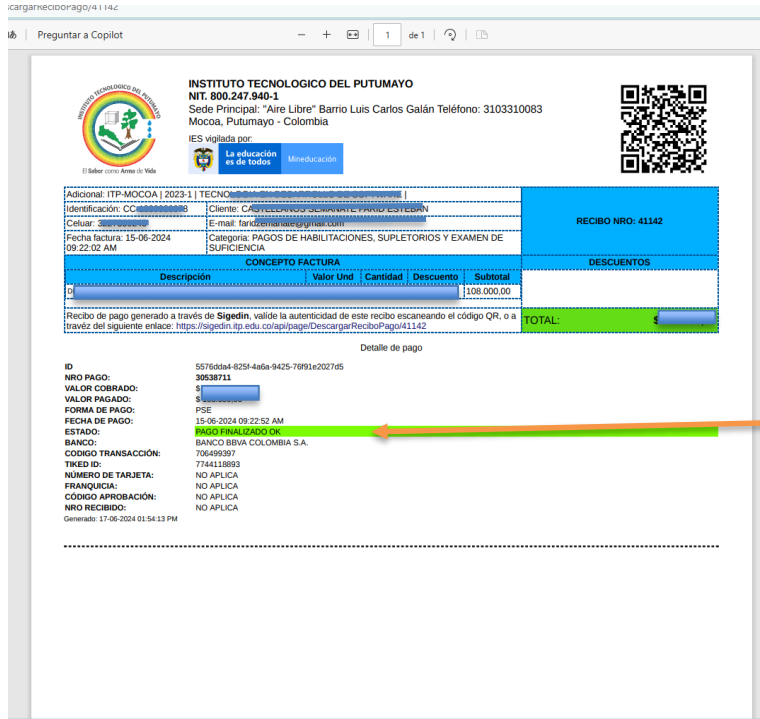 scargarReciboPago/41142
Preguntar a Copilot
1 de 1
INSTITUTO TECNOLOGICO DEL PUTUMAYO
NIT. 800.247.940-1
Sede Principal: "Aire Libre" Barrio Luis Carlos Galán Teléfono: 3103310083
Mocoa, Putumayo - Colombia
IES vigilada por:
La educación
es de todos
Mineducación
INSTITUTO TECNOLOGICO DEL PUTUMAYO
El Saber como Arma de Vida
Adicional: ITP-MOCOA | 2023-1 |
Identificación: CC
Cliente:
Celuar:
E-mail:
Fecha factura: 15-06-2024
09:22:02 AM
Categoria: PAGOS DE HABILITACIONES, SUPLETORIOS Y EXAMEN DE
SUFICIENCIA
RECIBO NRO: 41142
CONCEPTO FACTURA
DESCUENTOS
Descripción Valor Und Cantidad Descuento Subtotal
108.000,00
Recibo de pago generado a través de Sigedin, valíde la autenticidad de este recibo escaneando el código QR, o a
travéz del siguiente enlace: https://sigedin.itp.edu.co/api/page/DescargarReciboPago/41142
TOTAL: $
Detalle de pago
ID 5576dda4-825f-4a6a-9425-76f91e2027d5
NRO PAGO: 30538711
VALOR COBRADO: $
VALOR PAGADO: $
FORMA DE PAGO: PSE
FECHA DE PAGO: 15-06-2024 09:22:52 AM
ESTADO: PAGO FINALIZADO OK
BANCO: BANCO BBVA COLOMBIA S.A.
CODIGO TRANSACCIÓN: 706499397
TIKED ID: 7744118893
NÚMERO DE TARJETA: NO APLICA
FRANQUICIA: NO APLICA
CÓDIGO APROBACIÓN: NO APLICA
NRO RECIBIDO: NO APLICA
Generado: 17-06-2024 01:54:13 PM